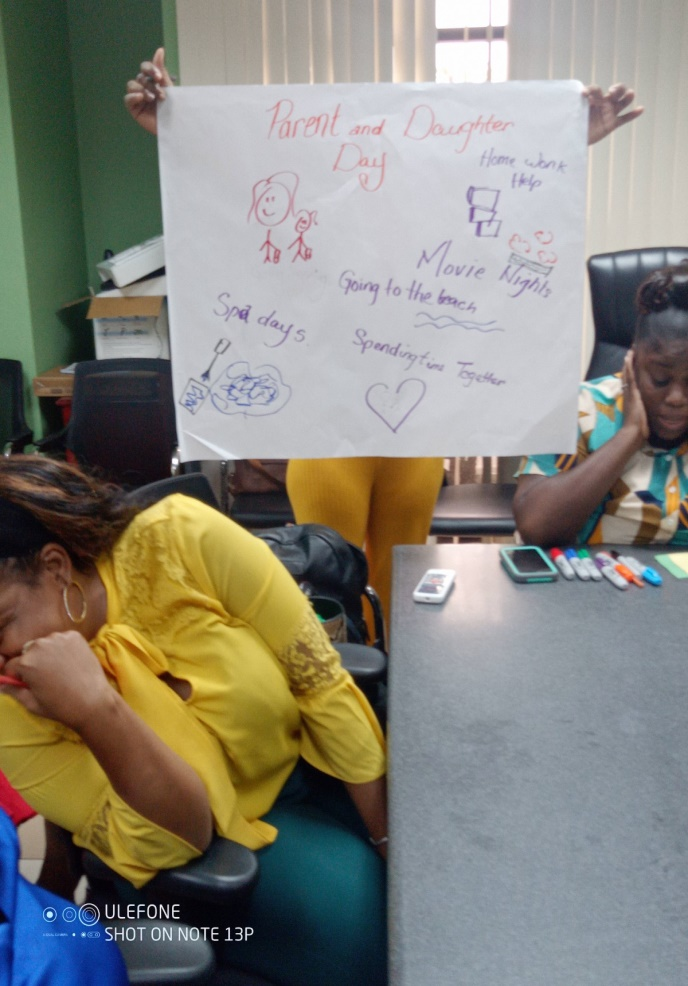 Parent and Daughter
Day
Home work
Help
Movie Nights
Going to the beach
Spa days
Spending time Together
ULEFONE
SHOT ON NOTE 13P